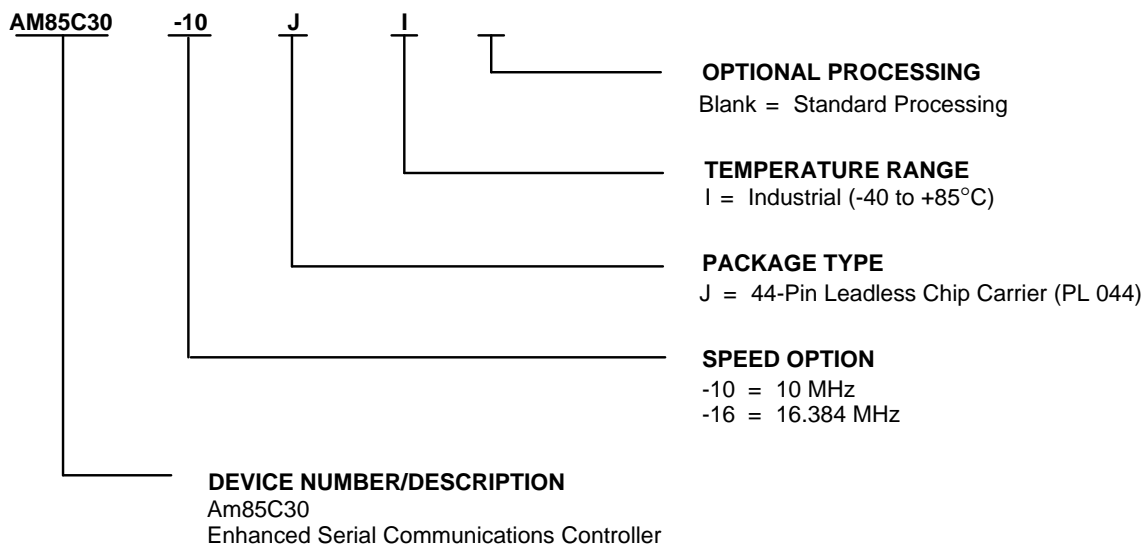 AM85C30 -10 J I
OPTIONAL PROCESSING
Blank = Standard Processing
TEMPERATURE RANGE
I = Industrial (-40 to +85°C)
PACKAGE TYPE
J = 44-Pin Leadless Chip Carrier (PL 044)
SPEED OPTION
-10 = 10 MHz
-16 = 16.384 MHz
DEVICE NUMBER/DESCRIPTION
Am85C30
Enhanced Serial Communications Controller